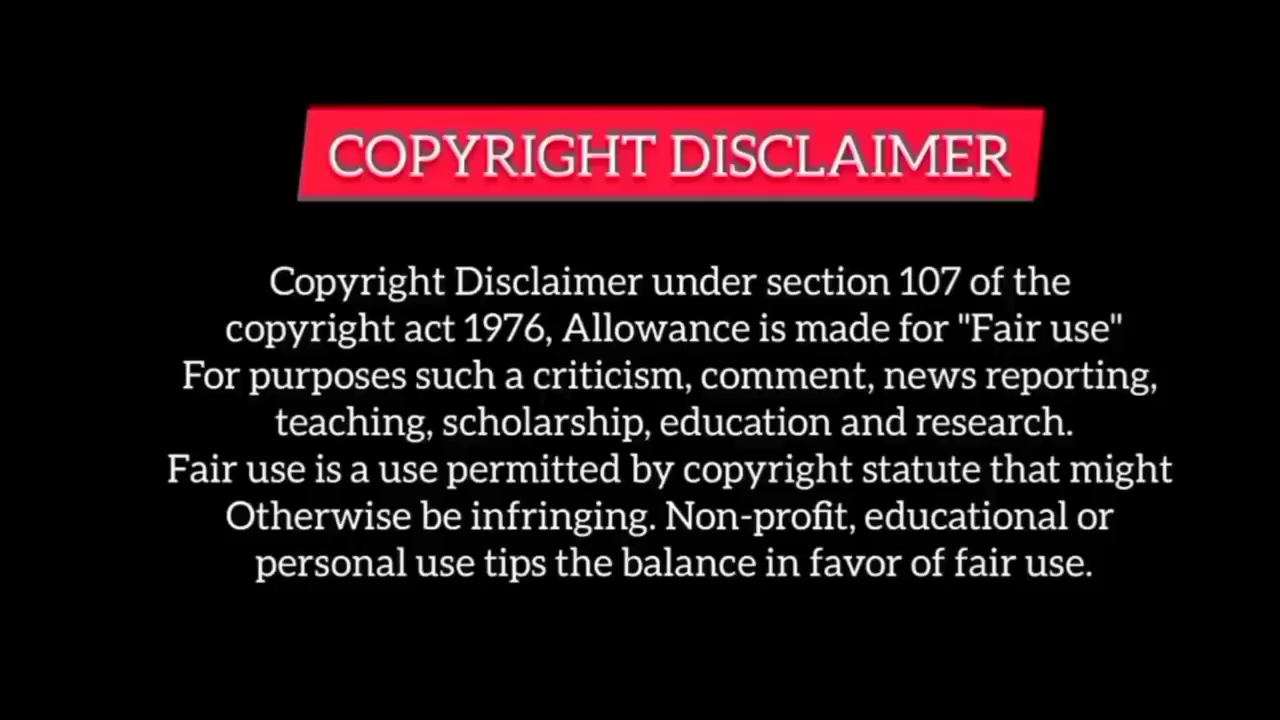 COPYRIGHT DISCLAIMER
Copyright Disclaimer under section 107 of the
copyright act 1976, Allowance is made for "Fair use"
For purposes such a criticism, comment, news reporting,
teaching, scholarship, education and research.
Fair use is a use permitted by copyright statute that might
Otherwise be infringing. Non-profit, educational or
personal use tips the balance in favor of fair use.